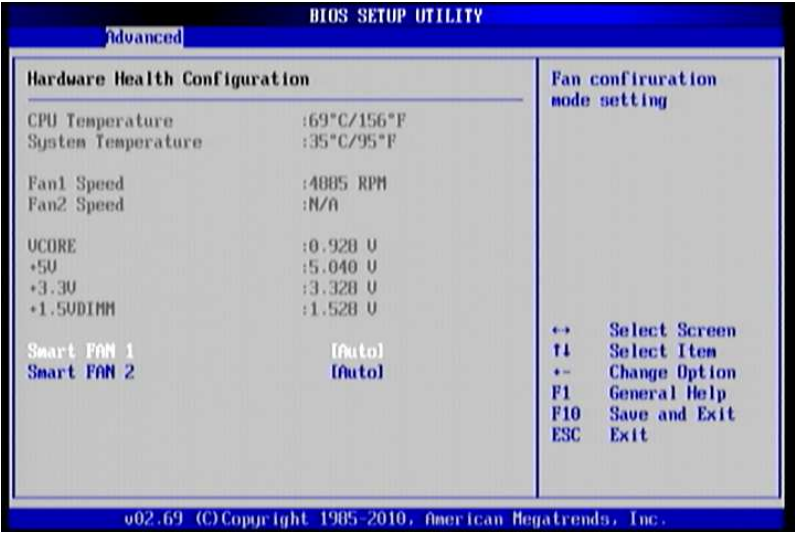 BIOS SETUP UTILITY
Advanced
Hardware Health Configuration
CPU Temperature :69°C/156°F
System Temperature :35°C/95°F
Fan1 Speed :4885 RPM
Fan2 Speed :N/A
VCORE :0.928 V
+5V :5.040 V
+3.3V :3.328 V
+1.5VDIMM :1.528 V
Smart FAN 1 [Auto]
Smart FAN 2 [Auto]
Fan confiruration
mode setting
↔ Select Screen
↑↓ Select Item
+- Change Option
F1 General Help
F10 Save and Exit
ESC Exit
v02.69 (C)Copyright 1985-2010, American Megatrends, Inc.